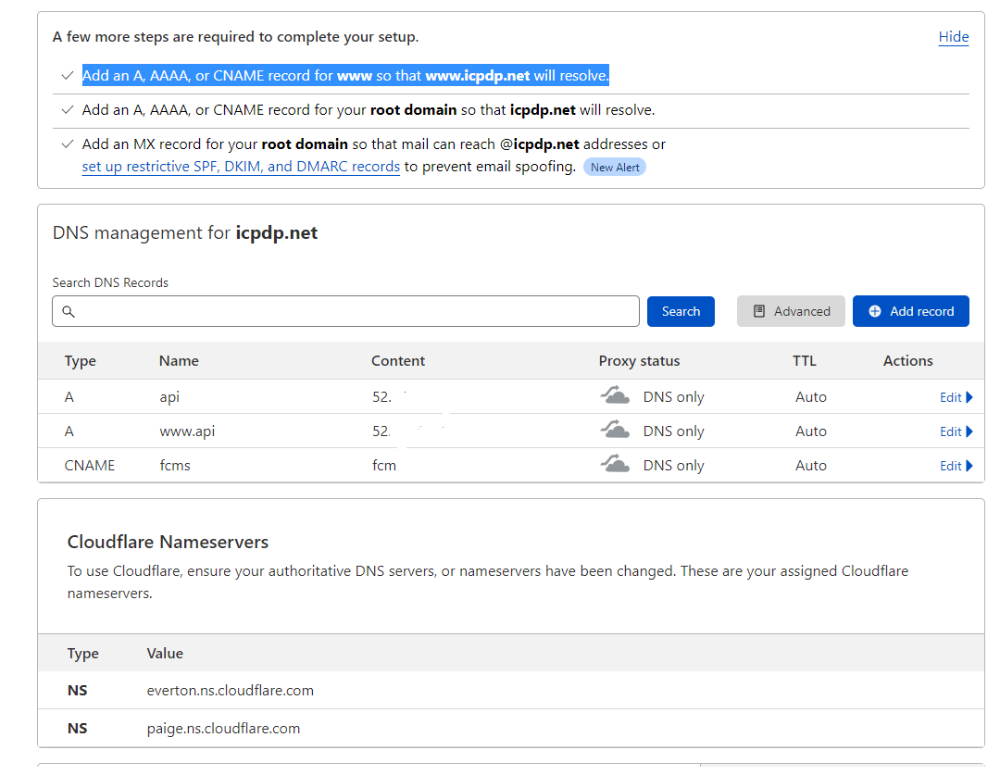 A few more steps are required to complete your setup.
Hide
Add an A, AAAA, or CNAME record for www so that www.icpdp.net will resolve.
Add an A, AAAA, or CNAME record for your root domain so that icpdp.net will resolve.
Add an MX record for your root domain so that mail can reach @icpdp.net addresses or
set up restrictive SPF, DKIM, and DMARC records to prevent email spoofing. New Alert
DNS management for icpdp.net
Search DNS Records
Search Advanced Add record
Type Name Content Proxy status TTL Actions
A api 52. DNS only Auto Edit
A www.api 52. DNS only Auto Edit
CNAME fcms fcm DNS only Auto Edit
Cloudflare Nameservers
To use Cloudflare, ensure your authoritative DNS servers, or nameservers have been changed. These are your assigned Cloudflare
nameservers.
Type Value
NS everton.ns.cloudflare.com
NS paige.ns.cloudflare.com